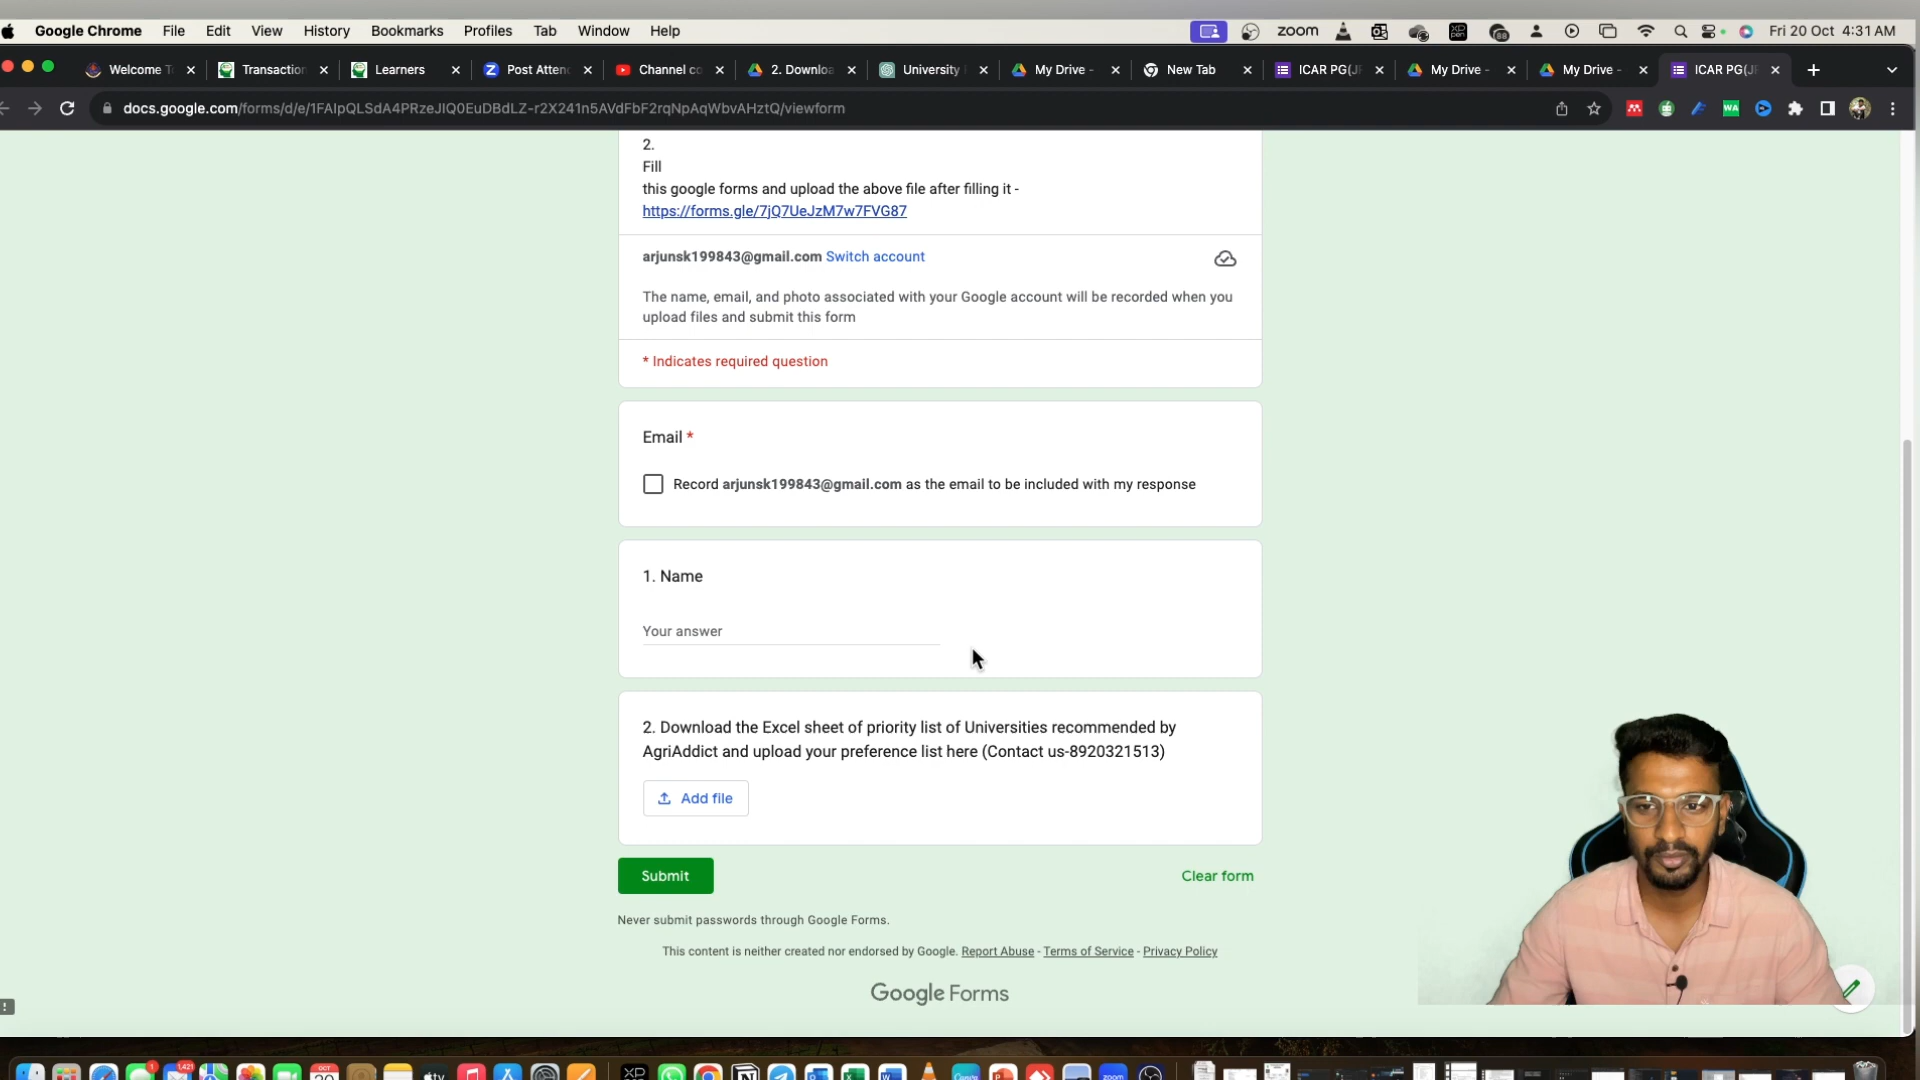 Google Chrome File Edit View History Bookmarks Profiles Tab Window Help zoom Fri 20 Oct 4:31 AM
Welcome T Transaction Learners Post Atten Channel co 2. Downloa University My Drive - New Tab ICAR PG(JF My Drive - My Drive - ICAR PG(JF
docs.google.com/forms/d/e/1FAIpQLSdA4PRzeJIQ0EuDBdLZ-r2X241n5AVdFbF2rqNpAqWbvAHztQ/viewform
2.
Fill
this google forms and upload the above file after filling it -
https://forms.gle/7jQ7UeJzM7w7FVG87
arjunsk199843@gmail.com Switch account
The name, email, and photo associated with your Google account will be recorded when you
upload files and submit this form
* Indicates required question
Email *
Record arjunsk199843@gmail.com as the email to be included with my response
1. Name
Your answer
2. Download the Excel sheet of priority list of Universities recommended by
AgriAddict and upload your preference list here (Contact us-8920321513)
Add file
Submit Clear form
Never submit passwords through Google Forms.
This content is neither created nor endorsed by Google. Report Abuse - Terms of Service - Privacy Policy
Google Forms